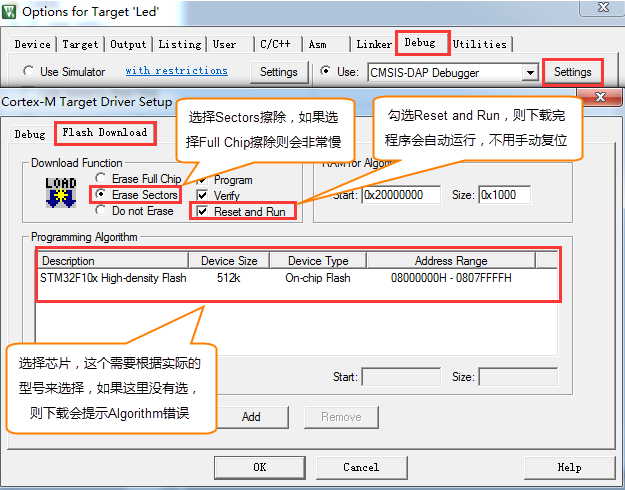 Options for Target 'Led'
Device Target Output Listing User C/C++ Asm Linker Debug Utilities
Use Simulator with restrictions Settings Use: CMSIS-DAP Debugger Settings
Cortex-M Target Driver Setup
Debug Flash Download
选择Sectors擦除，如果选
择Full Chip擦除则会非常慢
勾选Reset and Run，则下载完
程序会自动运行，不用手动复位
Download Function
LOAD
Erase Full Chip
Erase Sectors
Do not Erase
Program
Verify
Reset and Run
RAM for Algorithm
Start: 0x20000000 Size: 0x1000
Programming Algorithm
Description Device Size Device Type Address Range
STM32F10x High-density Flash 512k On-chip Flash 08000000H - 0807FFFFH
选择芯片，这个需要根据实际的
型号来选择，如果这里没有选，
则下载会提示Algorithm错误
Start: Size:
Add Remove
OK Cancel Help